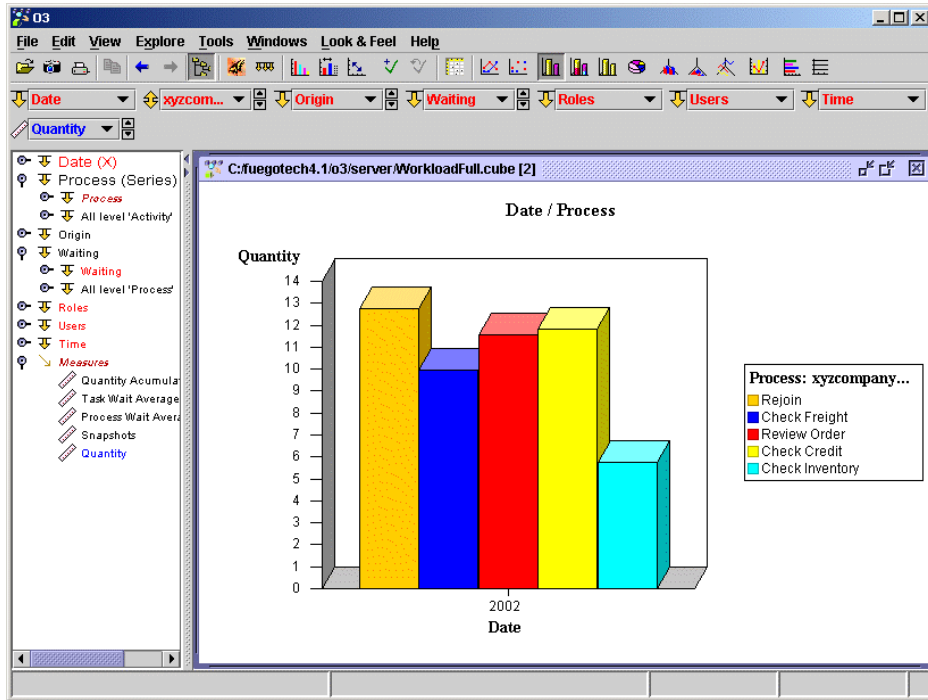 O3
File Edit View Explore Tools Windows Look & Feel Help
Date xyzcom... Origin Waiting Roles Users Time
Quantity
Date (X)
Process (Series)
Process
All level 'Activity'
Origin
Waiting
Waiting
All level 'Process'
Roles
Users
Time
Measures
Quantity Acumula
Task Wait Average
Process Wait Avera
Snapshots
Quantity
C:/fuegotech4.1/o3/server/WorkloadFull.cube [2]
Date / Process
Quantity
14
13
12
11
10
9
8
7
6
5
4
3
2
1
0
2002
Date
Process: xyzcompany...
Rejoin
Check Freight
Review Order
Check Credit
Check Inventory